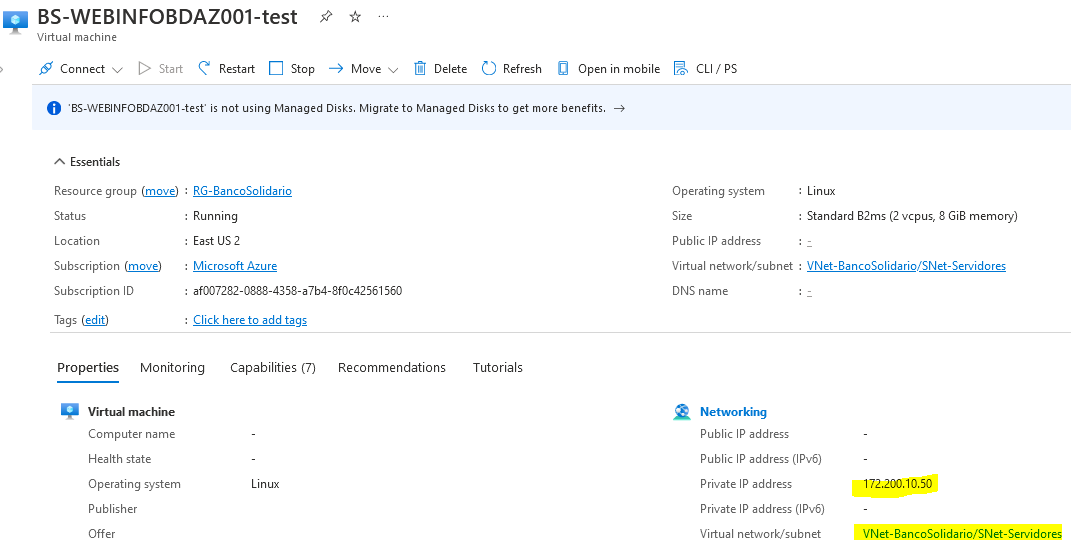 BS-WEBINFOBDAZ001-test
Virtual machine
Connect Start Restart Stop Move Delete Refresh Open in mobile CLI / PS
'BS-WEBINFOBDAZ001-test' is not using Managed Disks. Migrate to Managed Disks to get more benefits. →
Essentials
Resource group (move) : RG-BancoSolidario
Status : Running
Location : East US 2
Subscription (move) : Microsoft Azure
Subscription ID : af007282-0888-4358-a7b4-8f0c42561560
Tags (edit) : Click here to add tags
Operating system : Linux
Size : Standard B2ms (2 vcpus, 8 GiB memory)
Public IP address : -
Virtual network/subnet : VNet-BancoSolidario/SNet-Servidores
DNS name : -
Properties Monitoring Capabilities (7) Recommendations Tutorials
Virtual machine
Computer name -
Health state -
Operating system Linux
Publisher
Offer
Networking
Public IP address -
Public IP address (IPv6) -
Private IP address 172.200.10.50
Private IP address (IPv6) -
Virtual network/subnet VNet-BancoSolidario/SNet-Servidores